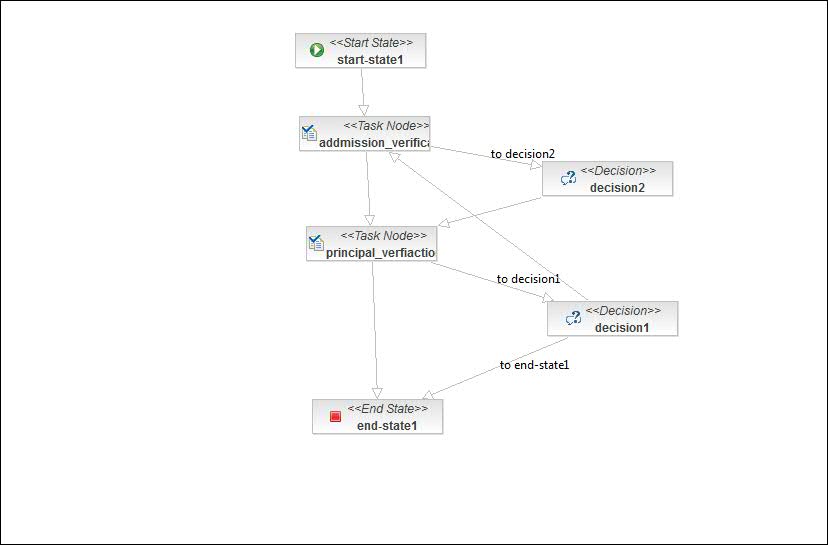 <<Start State>>
start-state1
<<Task Node>>
addmission_verifica
to decision2
<<Decision>>
decision2
<<Task Node>>
principal_verfiactio
to decision1
<<Decision>>
decision1
to end-state1
<<End State>>
end-state1